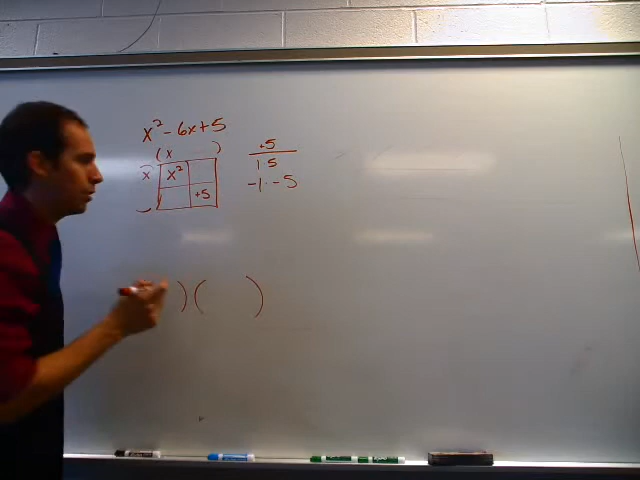 x² - 6x + 5
(x )
x x²
+5
+5
1 5
-1 · -5
)( )